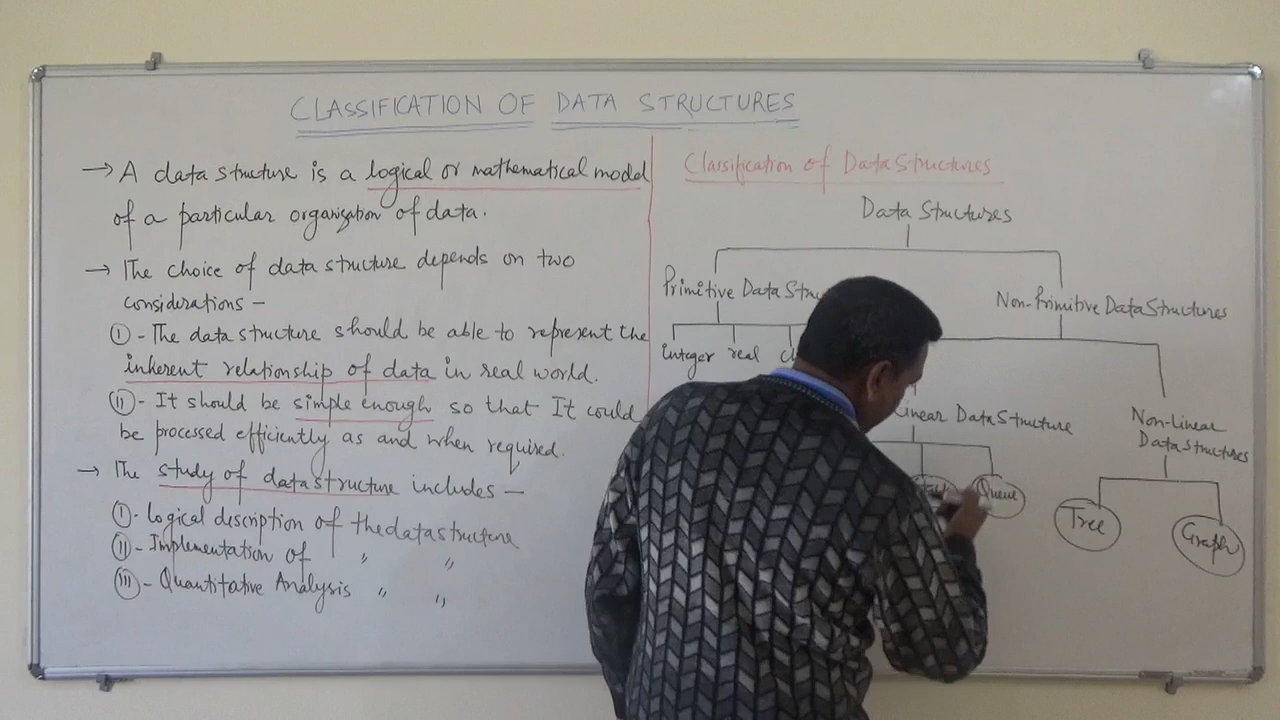 CLASSIFICATION OF DATA STRUCTURES
→ A data structure is a logical or mathematical model
of a particular organization of data.
→ The choice of data structure depends on two
considerations -
(I) - The data structure should be able to represent the
inherent relationship of data in real world.
(II) - It should be simple enough so that It could
be processed efficiently as and when required.
→ The study of data structure includes -
(I) - logical description of the data structure
(II) - Implementation of " "
(III) - Quantitative Analysis " "
Classification of Data Structures
Data Structures
Primitive Data
Non-Primitive Data Structures
integer real
Linear Data Structure
Non-linear
Data Structures
Queue
Tree
Graph